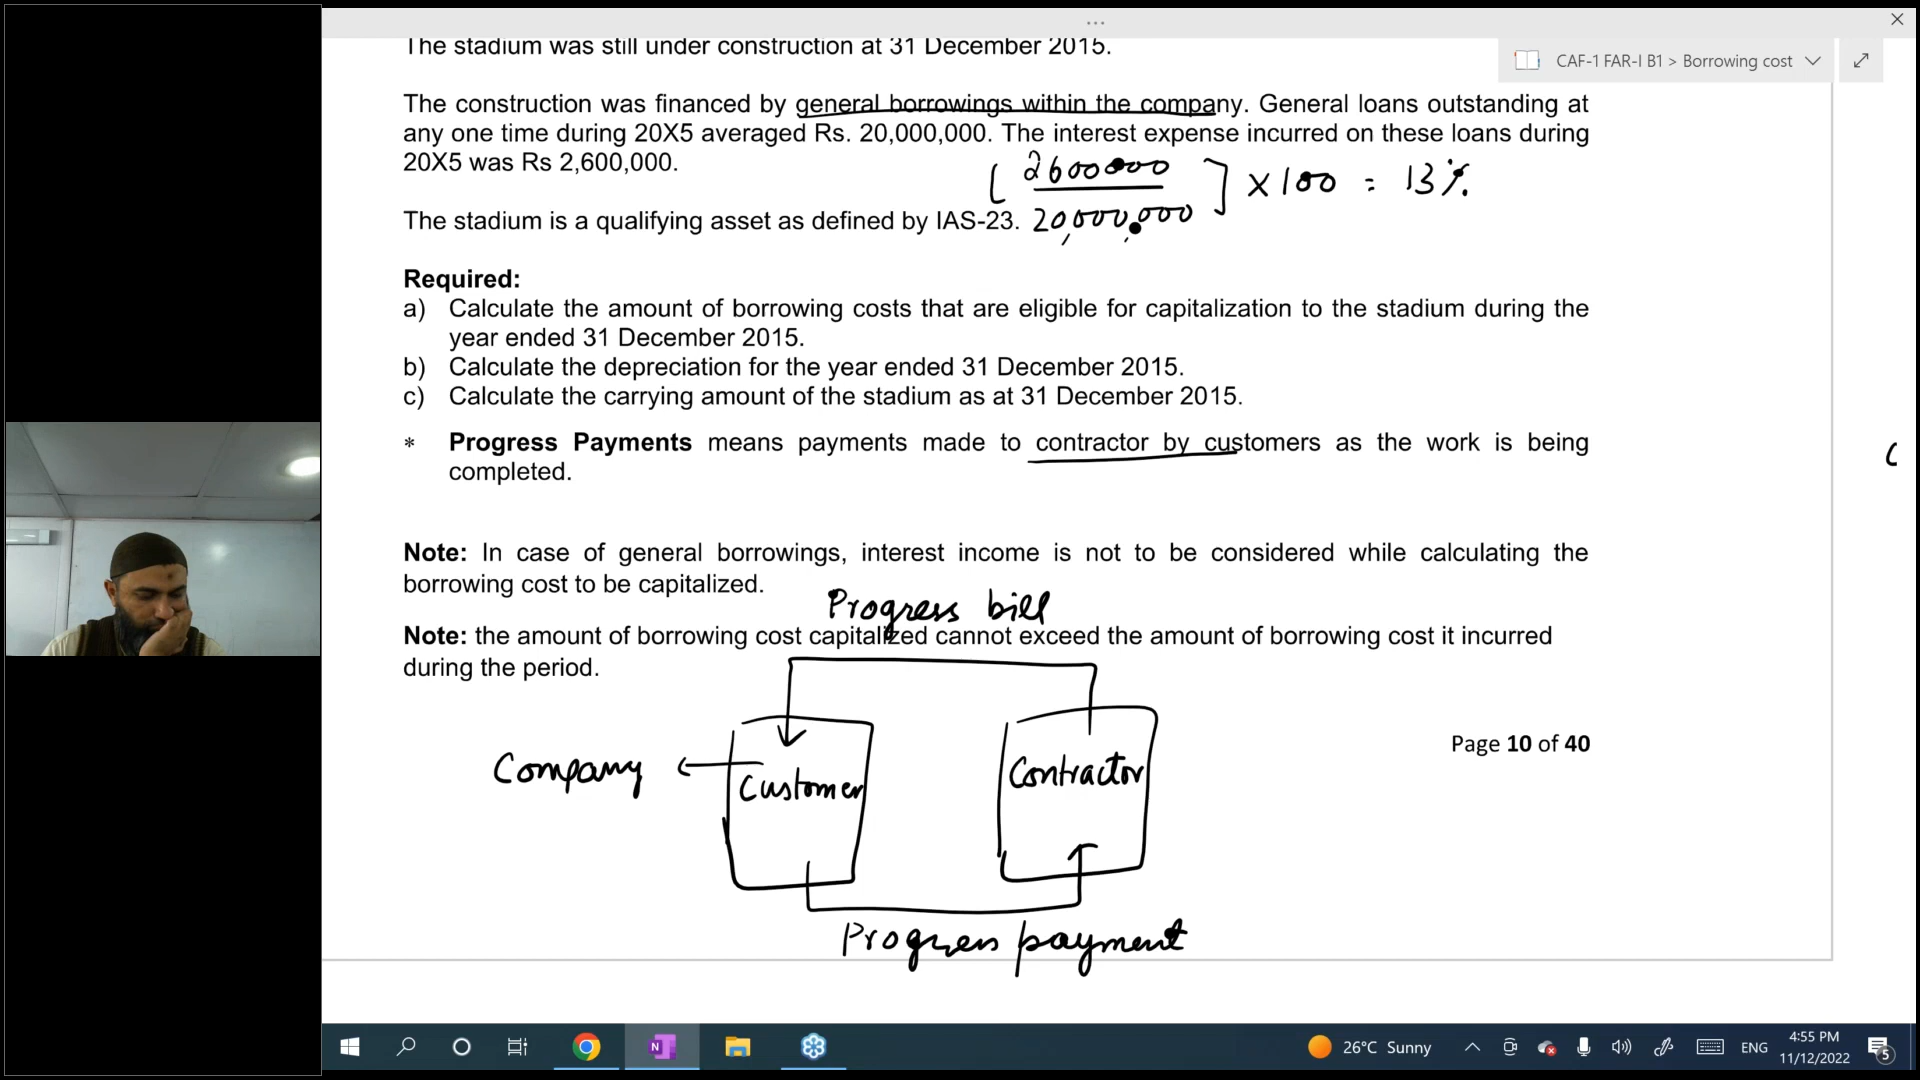 The stadium was still under construction at 31 December 2015.
CAF-1 FAR-I B1 > Borrowing cost
The construction was financed by general borrowings within the company. General loans outstanding at
any one time during 20X5 averaged Rs. 20,000,000. The interest expense incurred on these loans during
20X5 was Rs 2,600,000.
[ 2600000
20,000,000 ] × 100 = 13%
The stadium is a qualifying asset as defined by IAS-23.
Required:
a) Calculate the amount of borrowing costs that are eligible for capitalization to the stadium during the
year ended 31 December 2015.
b) Calculate the depreciation for the year ended 31 December 2015.
c) Calculate the carrying amount of the stadium as at 31 December 2015.
* Progress Payments means payments made to contractor by customers as the work is being
completed.
Note: In case of general borrowings, interest income is not to be considered while calculating the
borrowing cost to be capitalized.
Progress bill
Note: the amount of borrowing cost capitalized cannot exceed the amount of borrowing cost it incurred
during the period.
Page 10 of 40
Company
Customer
Contractor
Progress payment
26°C Sunny
ENG
4:55 PM
11/12/2022
5